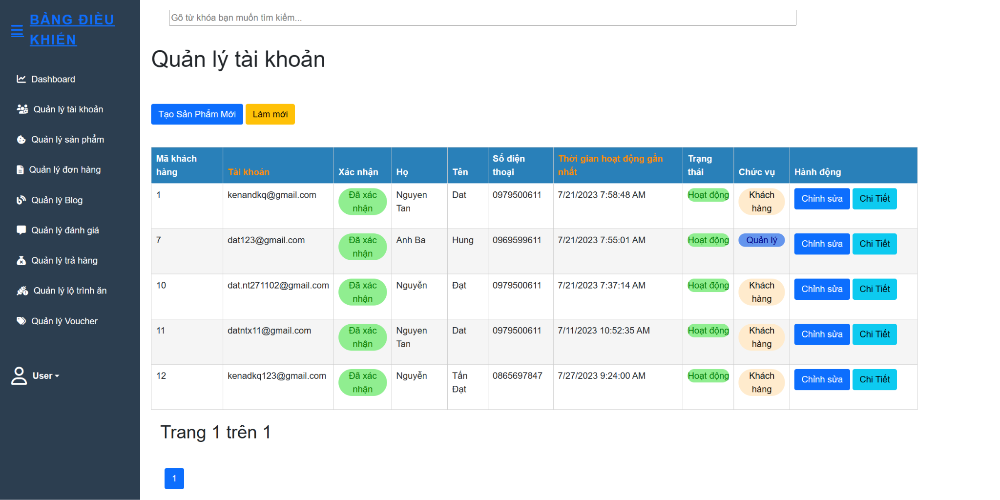 BẢNG ĐIỀU
KHIỂN
Dashboard
Quản lý tài khoản
Quản lý sản phẩm
Quản lý đơn hàng
Quản lý Blog
Quản lý đánh giá
Quản lý trả hàng
Quản lý lộ trình ăn
Quản lý Voucher
User
Gõ từ khóa bạn muốn tìm kiếm...
Quản lý tài khoản
Tạo Sản Phẩm Mới Làm mới
Mã khách hàng Tài khoản Xác nhận Họ Tên Số điện thoại Thời gian hoạt động gần nhất Trạng thái Chức vụ Hành động
1 kenandkq@gmail.com Đã xác nhận Nguyen Tan Dat 0979500611 7/21/2023 7:58:48 AM Hoạt động Khách hàng Chỉnh sửa Chi Tiết
7 dat123@gmail.com Đã xác nhận Anh Ba Hung 0969599611 7/21/2023 7:55:01 AM Hoạt động Quản lý Chỉnh sửa Chi Tiết
10 dat.nt271102@gmail.com Đã xác nhận Nguyễn Đạt 0979500611 7/21/2023 7:37:14 AM Hoạt động Khách hàng Chỉnh sửa Chi Tiết
11 datntx11@gmail.com Đã xác nhận Nguyen Tan Dat 0979500611 7/11/2023 10:52:35 AM Hoạt động Khách hàng Chỉnh sửa Chi Tiết
12 kenadkq123@gmail.com Đã xác nhận Nguyễn Tấn Đạt 0865697847 7/27/2023 9:24:00 AM Hoạt động Khách hàng Chỉnh sửa Chi Tiết
Trang 1 trên 1
1